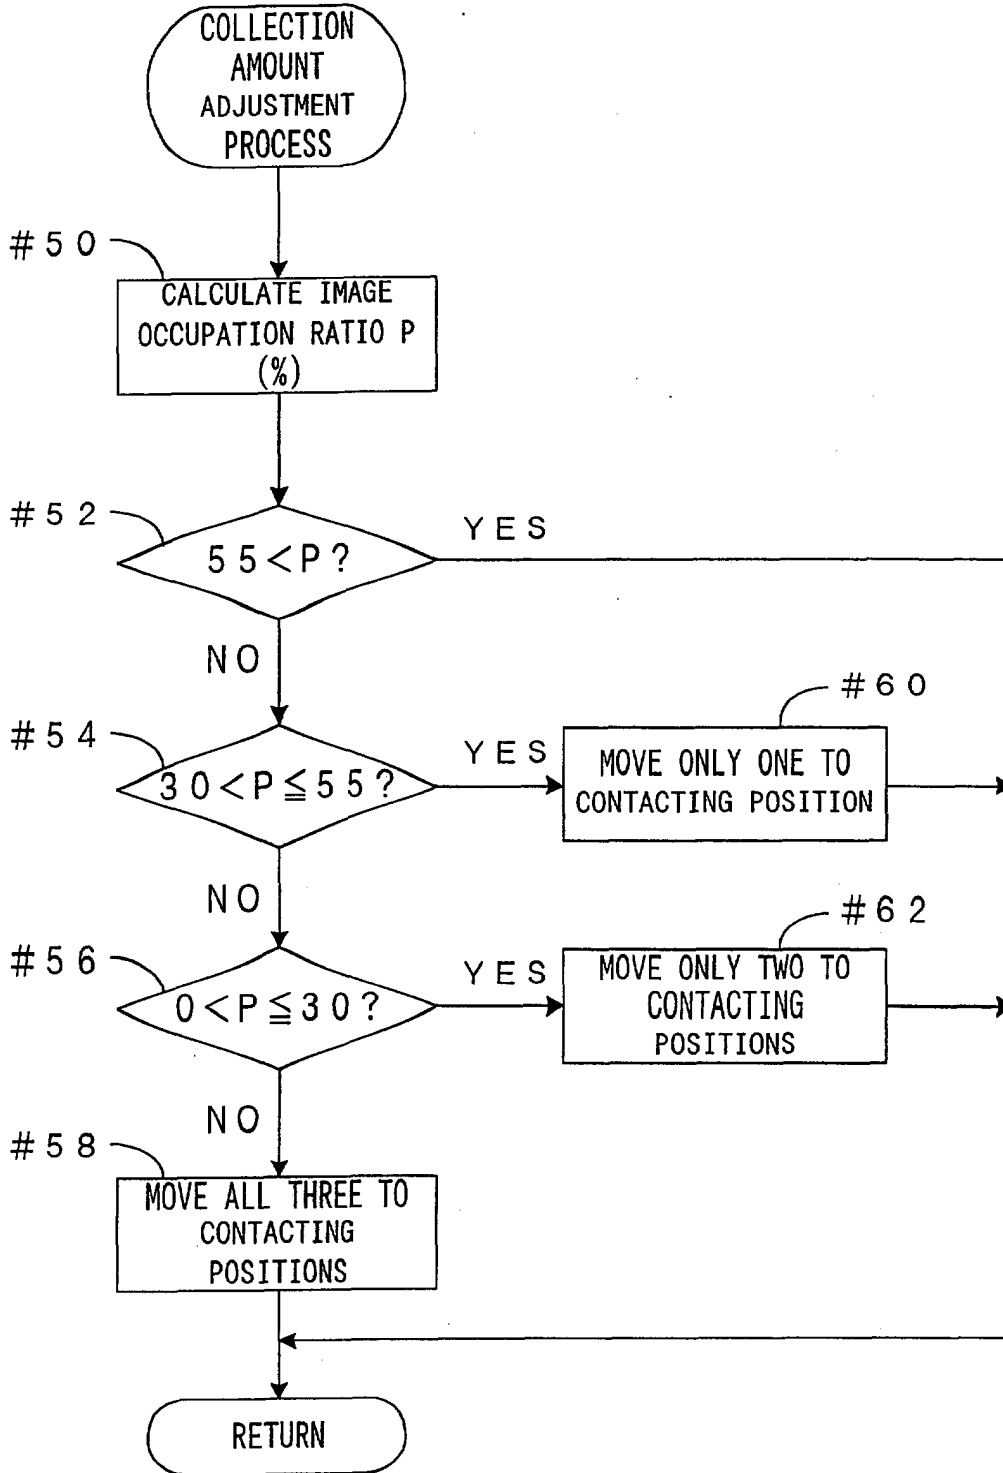 COLLECTION
AMOUNT
ADJUSTMENT
PROCESS
#50
CALCULATE IMAGE
OCCUPATION RATIO P
(%)
#52
55<P?
YES
NO
#54
30<P≦55?
YES
#60
MOVE ONLY ONE TO
CONTACTING POSITION
NO
#56
0<P≦30?
YES
#62
MOVE ONLY TWO TO
CONTACTING
POSITIONS
NO
#58
MOVE ALL THREE TO
CONTACTING
POSITIONS
RETURN